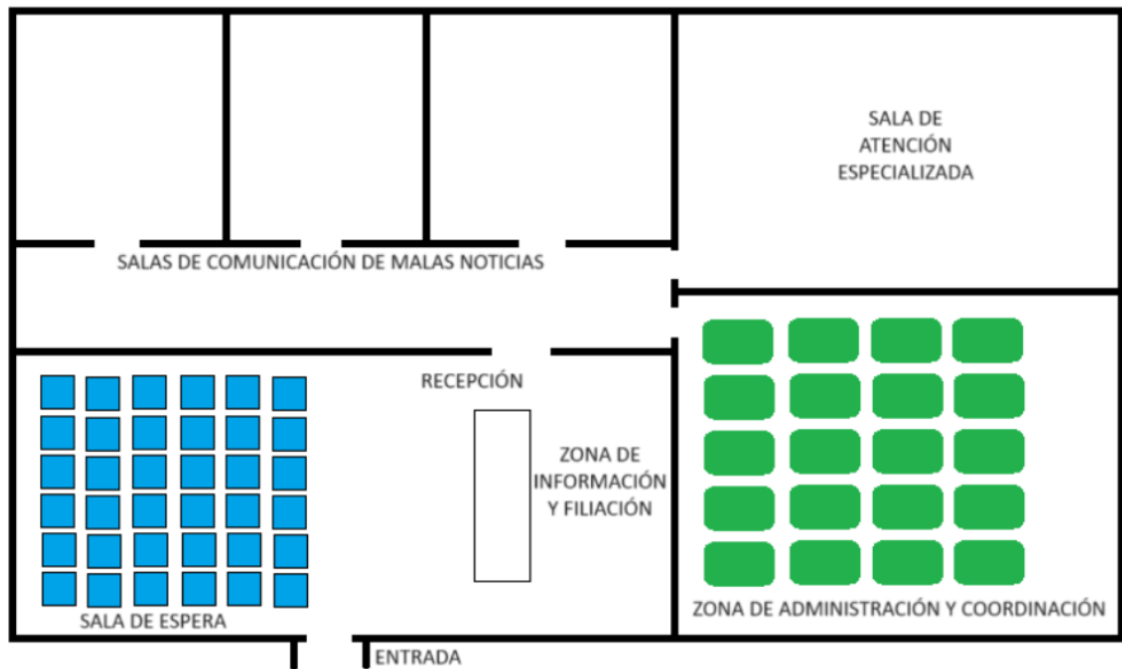 SALA DE
ATENCIÓN
ESPECIALIZADA
SALAS DE COMUNICACIÓN DE MALAS NOTICIAS
RECEPCIÓN
ZONA DE
INFORMACIÓN
Y FILIACIÓN
SALA DE ESPERA
ZONA DE ADMINISTRACIÓN Y COORDINACIÓN
ENTRADA